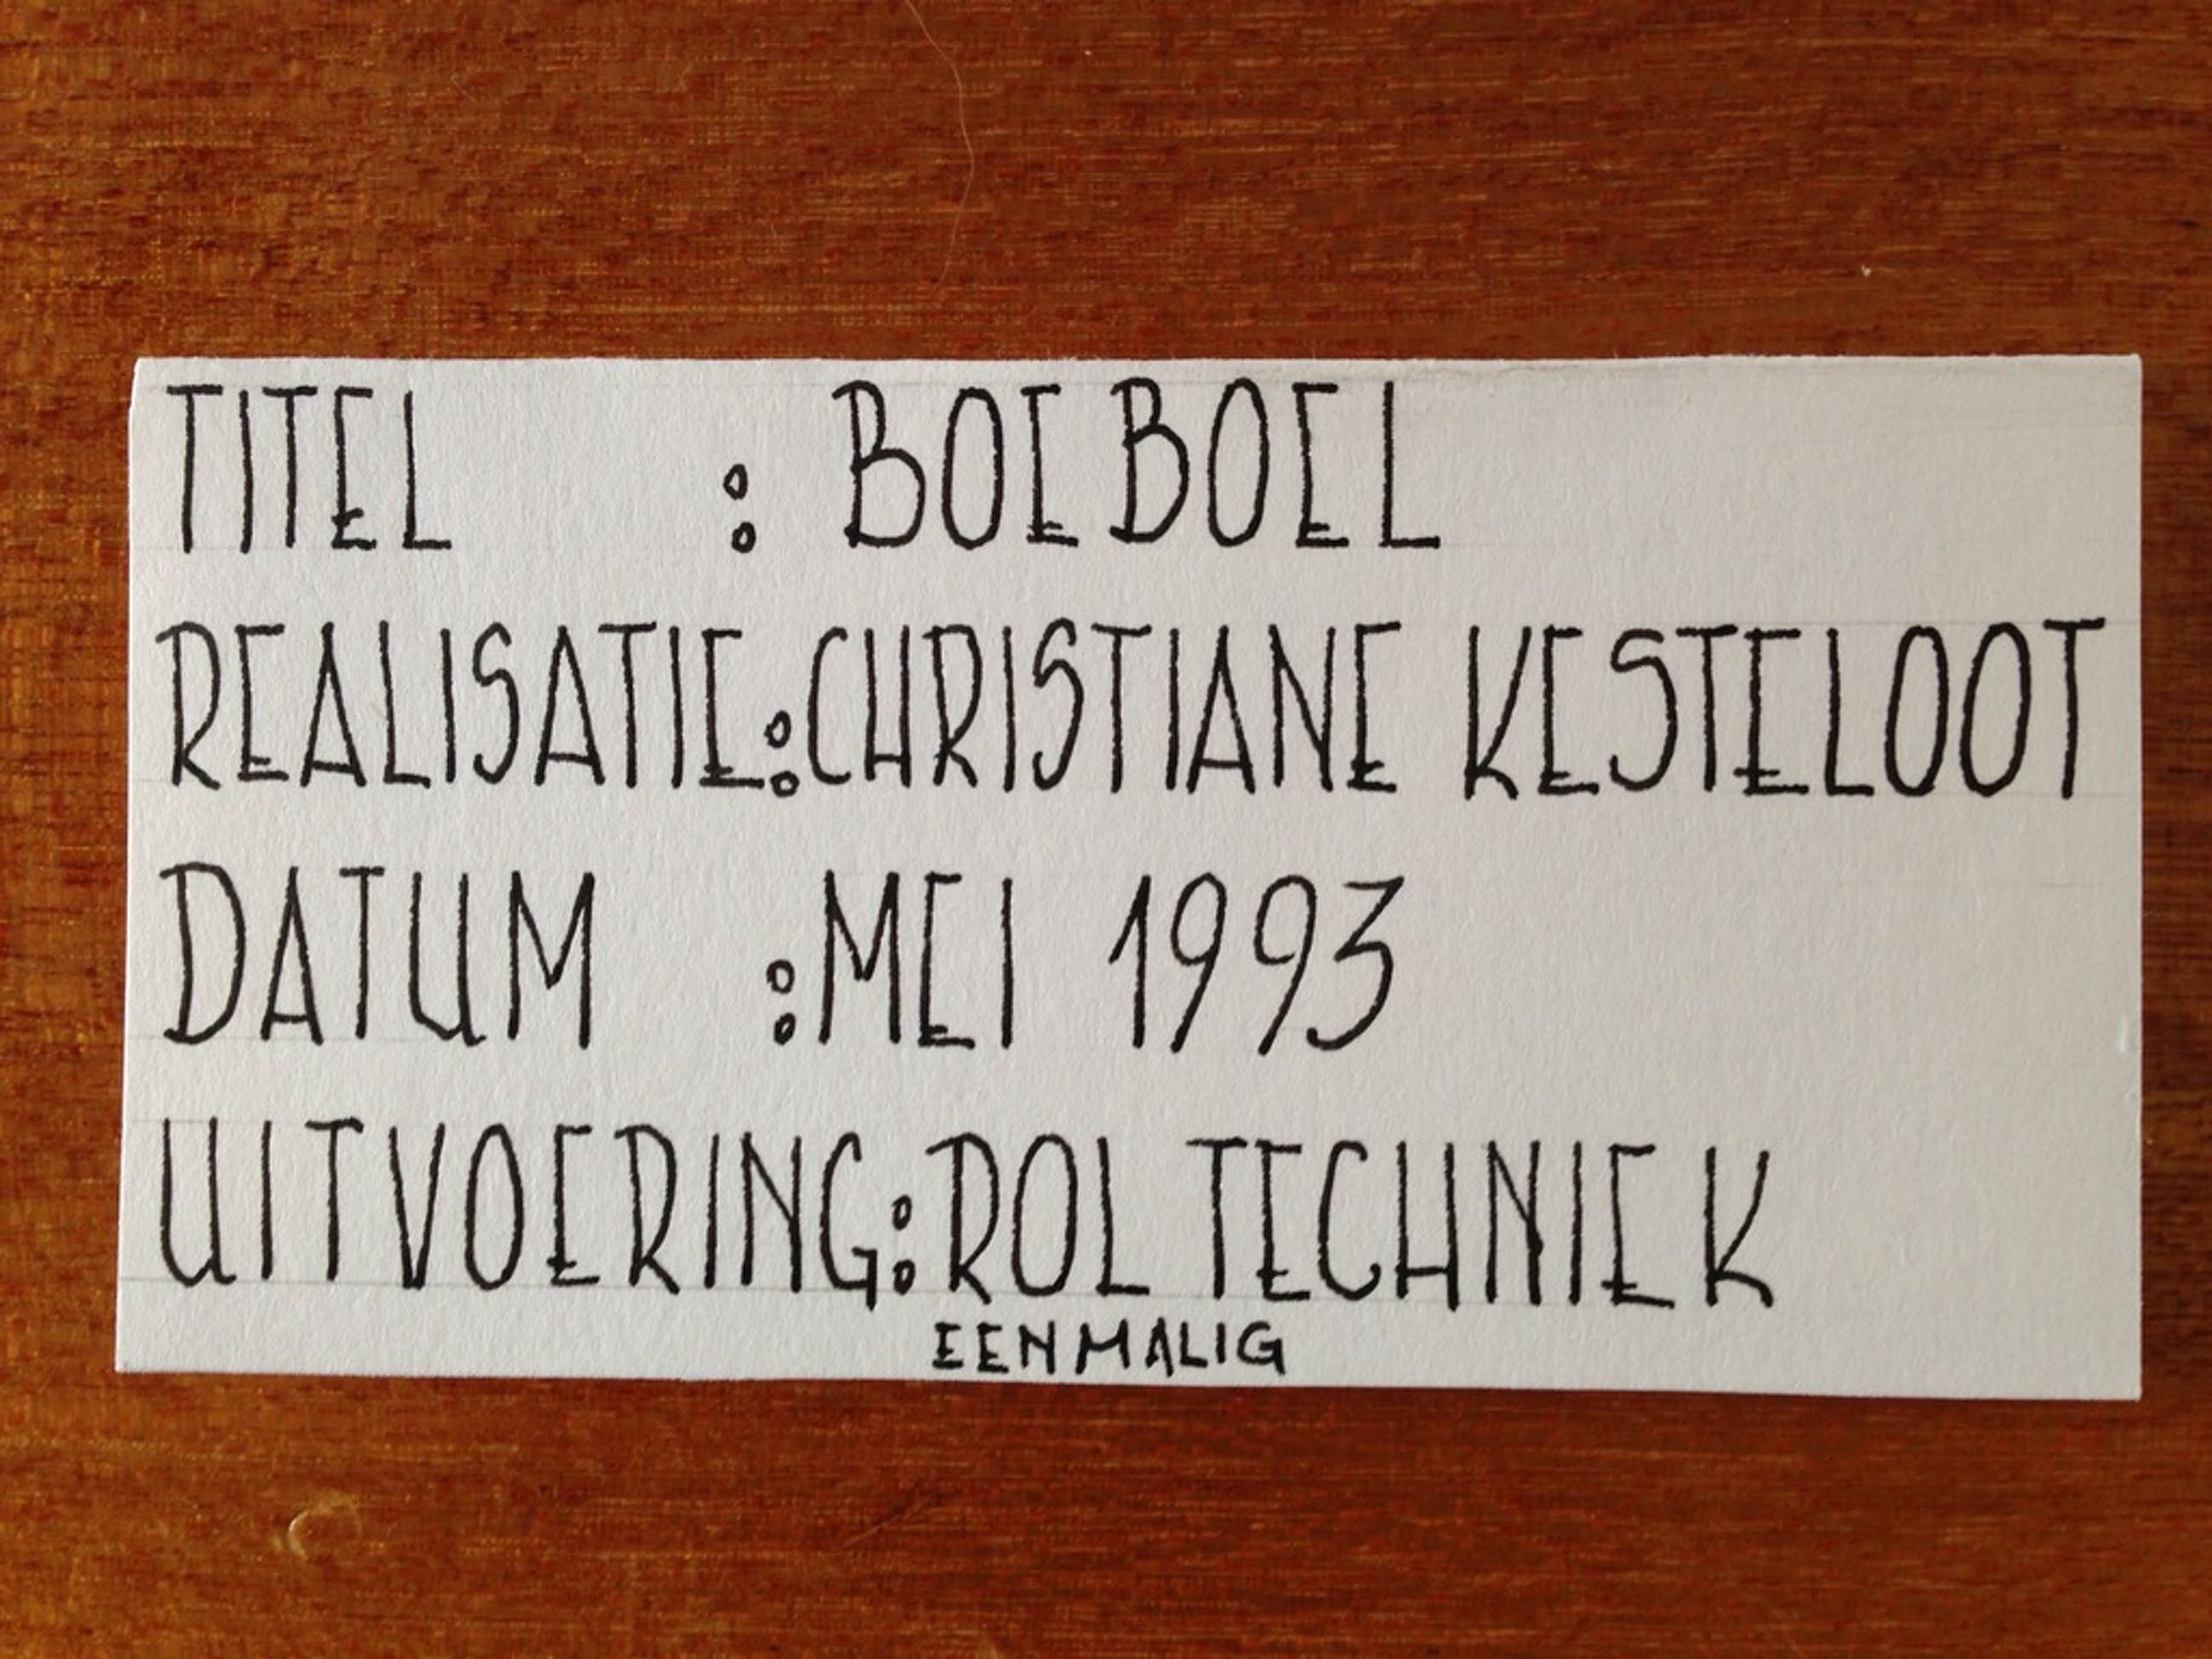 TITEL : BOEBOEL
REALISATIE:CHRISTIANE KESTELOOT
DATUM :MEI 1993
UITVOERING:ROL TECHNIEK
EENMALIG